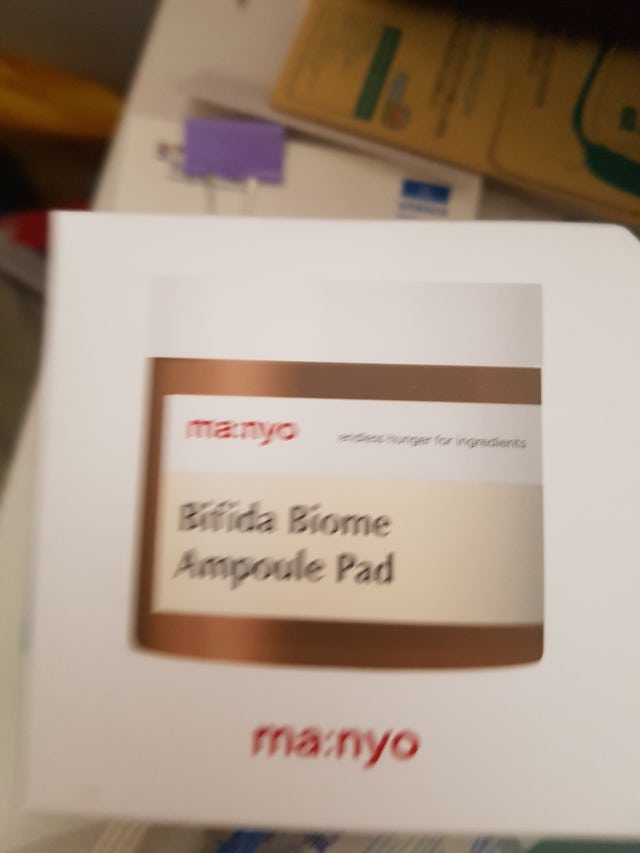 ma:nyo
endless hunger for ingredients
Bifida Biome
Ampoule Pad
ma:nyo